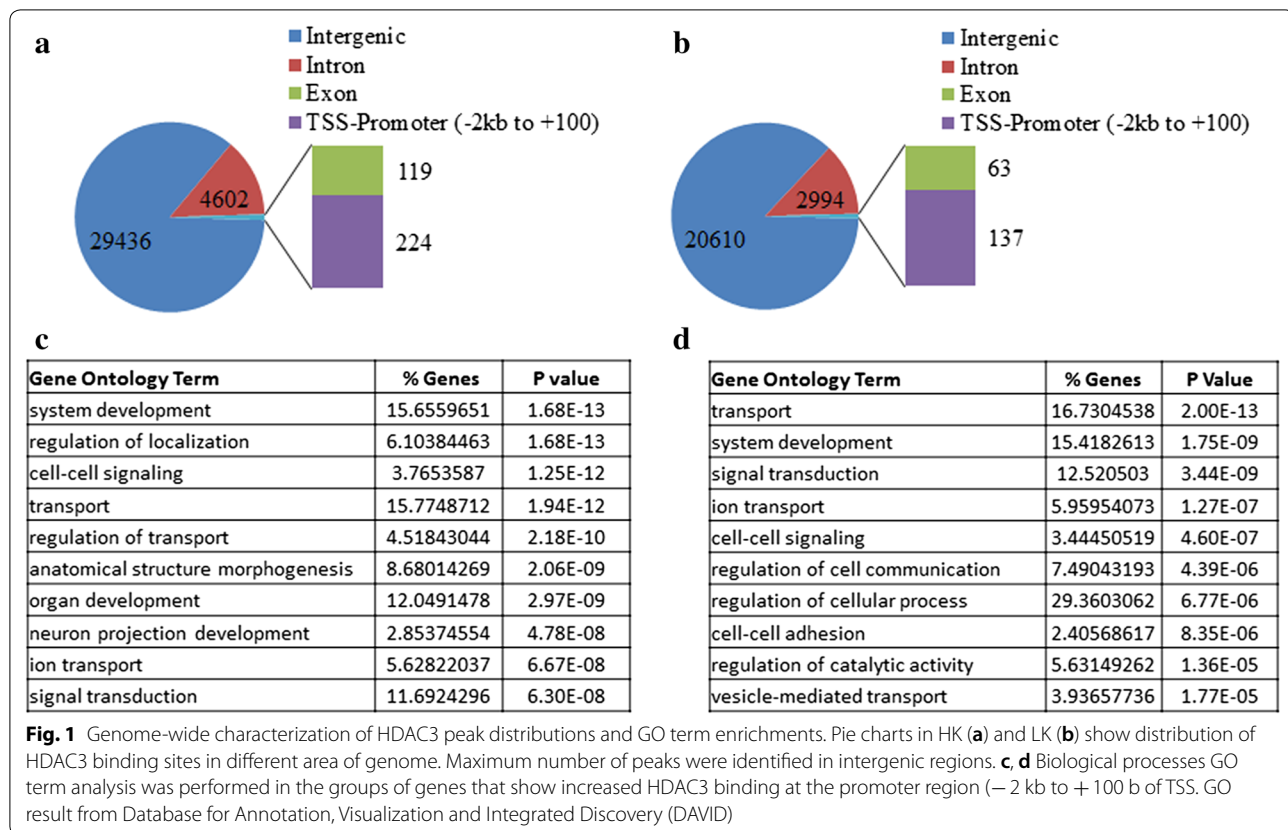 a
Intergenic
Intron
Exon
TSS-Promoter (-2kb to +100)
4602
29436
119
224
b
Intergenic
Intron
Exon
TSS-Promoter (-2kb to +100)
2994
20610
63
137
c
Gene Ontology Term % Genes P value
system development 15.6559651 1.68E-13
regulation of localization 6.10384463 1.68E-13
cell-cell signaling 3.7653587 1.25E-12
transport 15.7748712 1.94E-12
regulation of transport 4.51843044 2.18E-10
anatomical structure morphogenesis 8.68014269 2.06E-09
organ development 12.0491478 2.97E-09
neuron projection development 2.85374554 4.78E-08
ion transport 5.62822037 6.67E-08
signal transduction 11.6924296 6.30E-08
d
Gene Ontology Term % Genes P Value
transport 16.7304538 2.00E-13
system development 15.4182613 1.75E-09
signal transduction 12.520503 3.44E-09
ion transport 5.95954073 1.27E-07
cell-cell signaling 3.44450519 4.60E-07
regulation of cell communication 7.49043193 4.39E-06
regulation of cellular process 29.3603062 6.77E-06
cell-cell adhesion 2.40568617 8.35E-06
regulation of catalytic activity 5.63149262 1.36E-05
vesicle-mediated transport 3.93657736 1.77E-05
Fig. 1 Genome-wide characterization of HDAC3 peak distributions and GO term enrichments. Pie charts in HK (a) and LK (b) show distribution of
HDAC3 binding sites in different area of genome. Maximum number of peaks were identified in intergenic regions. c, d Biological processes GO
term analysis was performed in the groups of genes that show increased HDAC3 binding at the promoter region (− 2 kb to + 100 b of TSS. GO
result from Database for Annotation, Visualization and Integrated Discovery (DAVID)